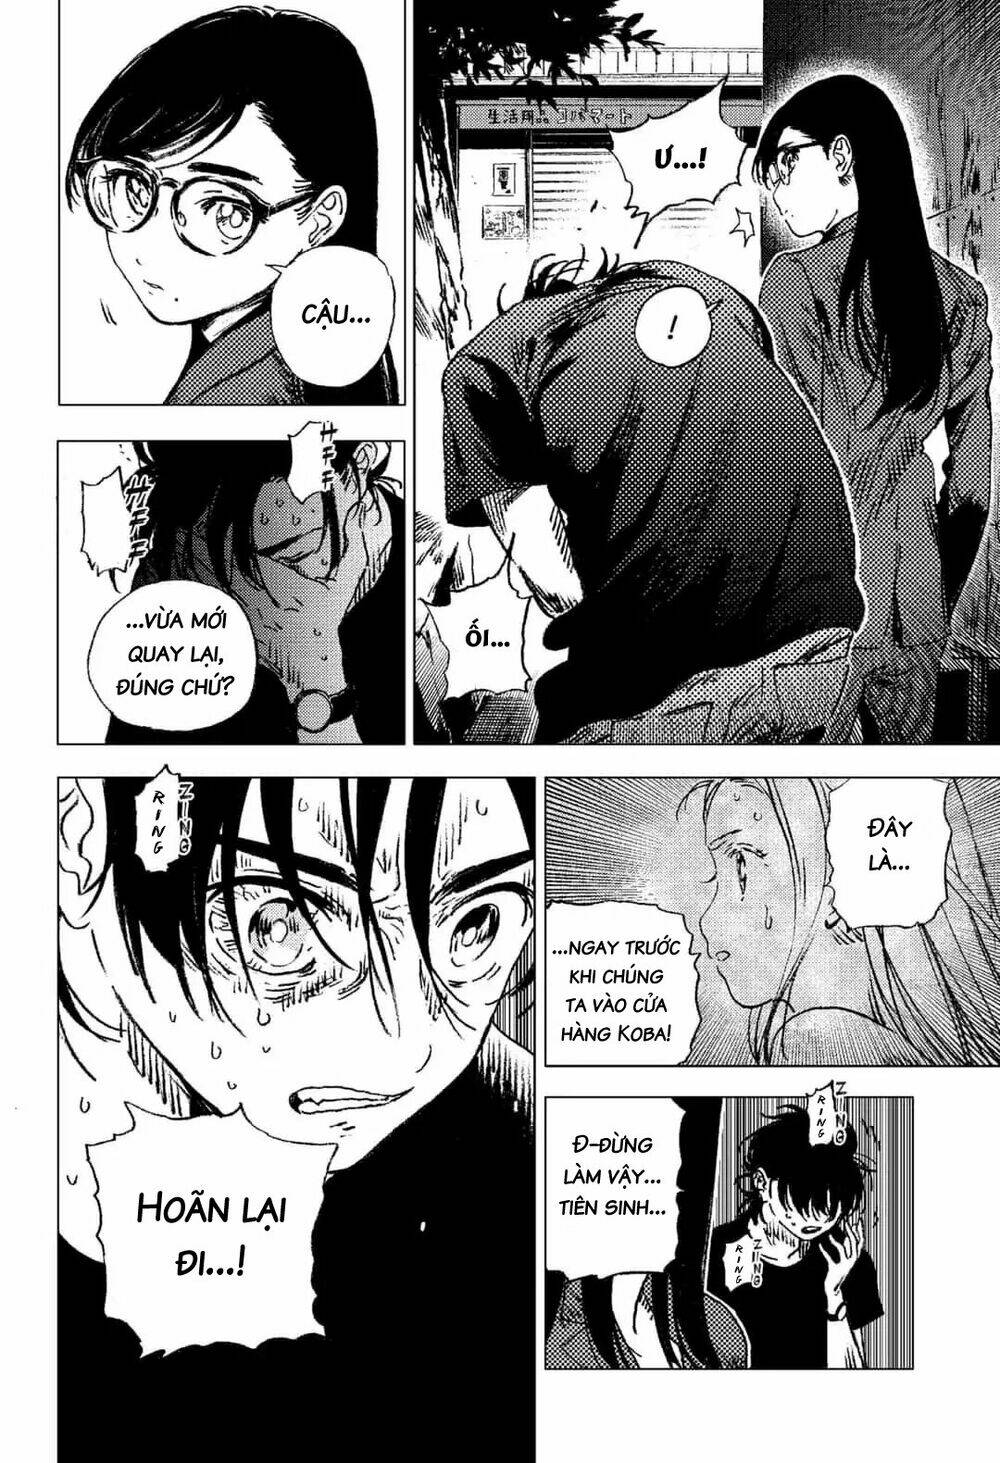 生活用品 コバマート
Ư...!
!
ỐI...
CẬU...
HFF
HFFF
...VỪA MỚI
QUAY LẠI,
ĐÚNG CHỨ?
ĐÂY
LÀ...
...NGAY TRƯỚC
KHI CHÚNG
TA VÀO CỬA
HÀNG KOBA!
ZING
RING
Đ-ĐỪNG
LÀM VẬY...
TIÊN SINH...
ZING
RING
ZING
RING
HOÃN LẠI
ĐI...!